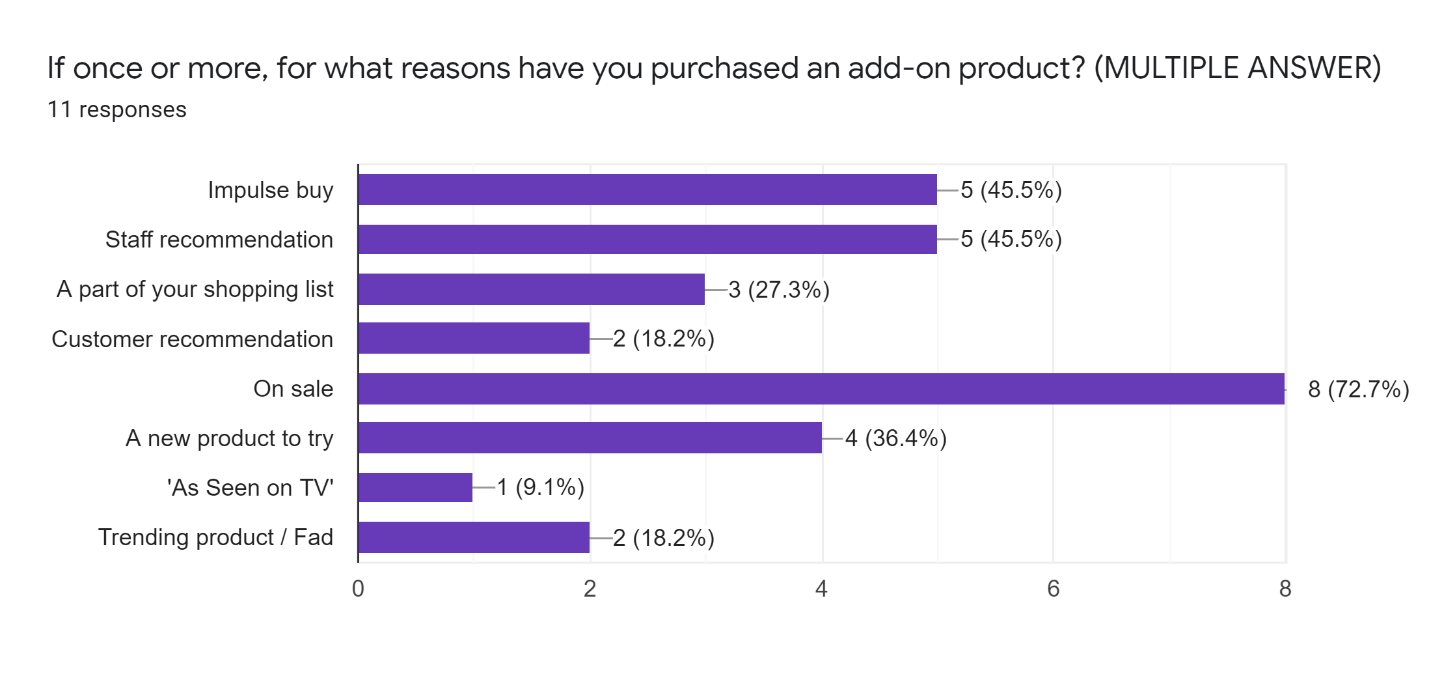 If once or more, for what reasons have you purchased an add-on product? (MULTIPLE ANSWER)
11 responses
Impulse buy 5 (45.5%)
Staff recommendation 5 (45.5%)
A part of your shopping list 3 (27.3%)
Customer recommendation 2 (18.2%)
On sale 8 (72.7%)
A new product to try 4 (36.4%)
'As Seen on TV' 1 (9.1%)
Trending product / Fad 2 (18.2%)
0 2 4 6 8